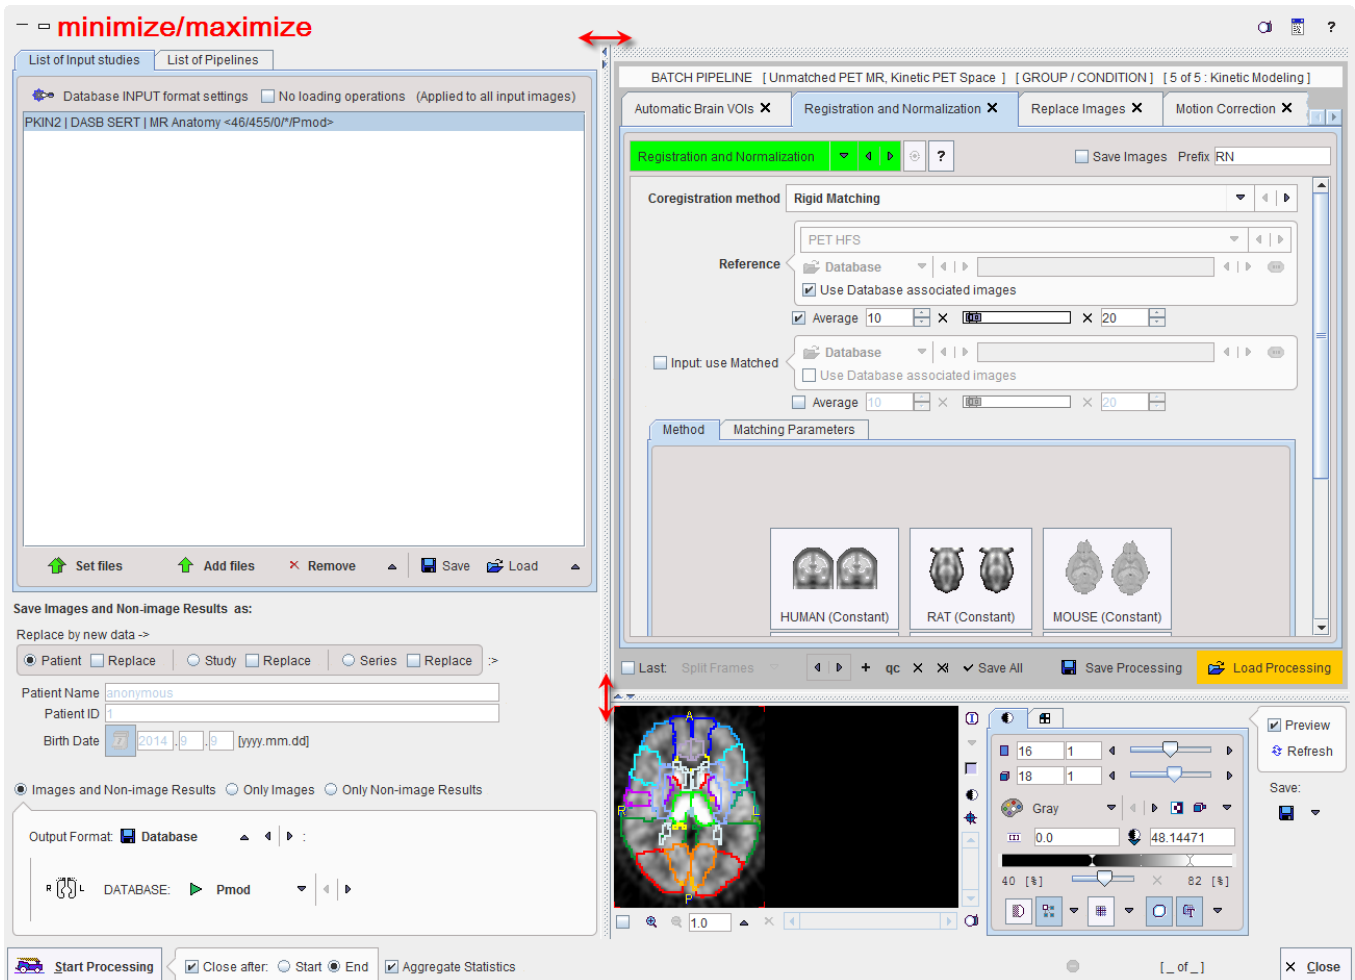 minimize/maximize
?
List of Input studies List of Pipelines
Database INPUT format settings No loading operations (Applied to all input images)
PKIN2 | DASB SERT | MR Anatomy <46/455/0/*/Pmod>
Set files Add files Remove Save Load
Save Images and Non-image Results as:
Replace by new data ->
Patient Replace Study Replace Series Replace :>
Patient Name anonymous
Patient ID 1
Birth Date 2014 . 9 . 9 [yyyy.mm.dd]
Images and Non-image Results Only Images Only Non-image Results
Output Format: Database :
R L DATABASE: Pmod
Start Processing Close after: Start End Aggregate Statistics
BATCH PIPELINE [ Unmatched PET MR, Kinetic PET Space ] [ GROUP / CONDITION ] [ 5 of 5 : Kinetic Modeling ]
Automatic Brain VOIs Registration and Normalization Replace Images Motion Correction
Registration and Normalization ? Save Images Prefix RN
Coregistration method Rigid Matching
PET HFS
Reference Database
Use Database associated images
Average 10 20
Input: use Matched Database
Use Database associated images
Average 10 20
Method Matching Parameters
HUMAN (Constant) RAT (Constant) MOUSE (Constant)
Last: Split Frames + qc Save All Save Processing Load Processing
A
R L
P
1.0
16 1
18 1
Gray
0.0 48.14471
40 [%] 82 [%]
Preview
Refresh
Save:
[ _ of _ ] Close